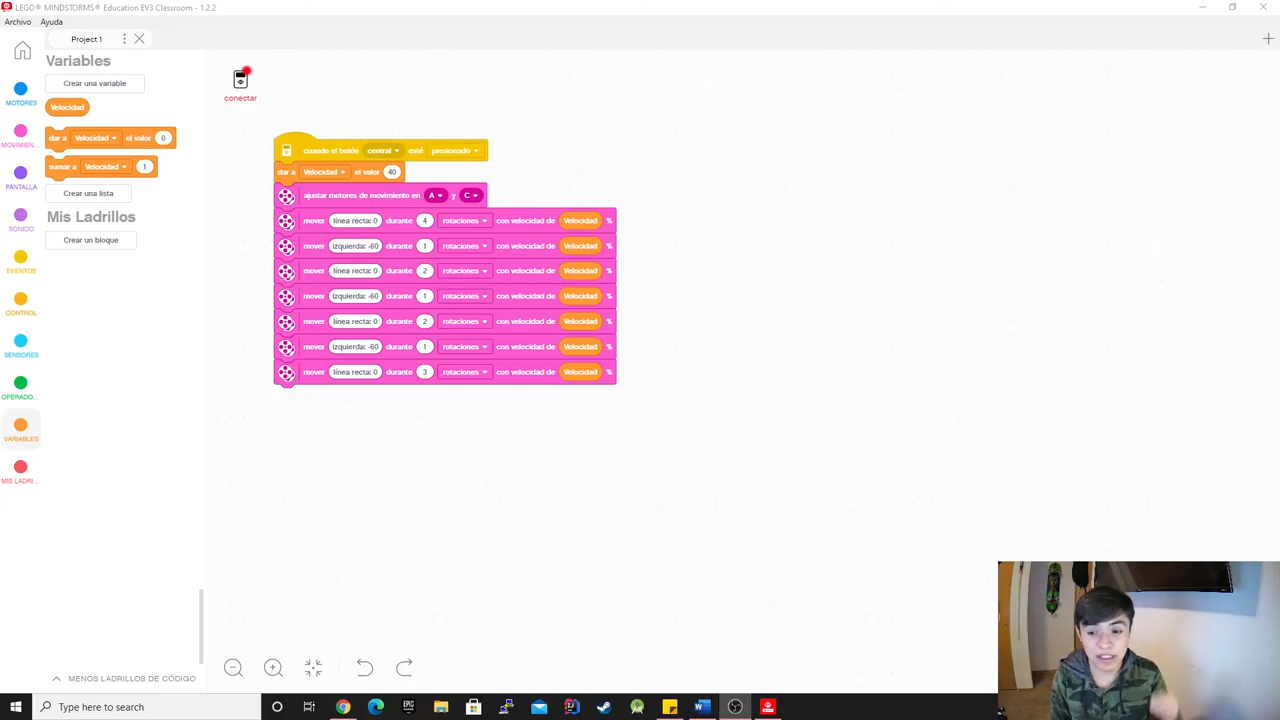 LEGO® MINDSTORMS® Education EV3 Classroom - 1.2.2
Archivo Ayuda
Project 1
Variables
Crear una variable
Velocidad
dar a Velocidad el valor 0
sumar a Velocidad 1
Crear una lista
Mis Ladrillos
Crear un bloque
MOTORES
MOVIMIEN...
PANTALLA
SONIDO
EVENTOS
CONTROL
SENSORES
OPERADO...
VARIABLES
MIS LADRI...
conectar
cuando el botón central esté presionado
dar a Velocidad el valor 40
ajustar motores de movimiento en A y C
mover línea recta: 0 durante 4 rotaciones con velocidad de Velocidad %
mover izquierda: -60 durante 1 rotaciones con velocidad de Velocidad %
mover línea recta: 0 durante 2 rotaciones con velocidad de Velocidad %
mover izquierda: -60 durante 1 rotaciones con velocidad de Velocidad %
mover línea recta: 0 durante 2 rotaciones con velocidad de Velocidad %
mover izquierda: -60 durante 1 rotaciones con velocidad de Velocidad %
mover línea recta: 0 durante 3 rotaciones con velocidad de Velocidad %
MENOS LADRILLOS DE CÓDIGO
Type here to search
EPIC GAMES